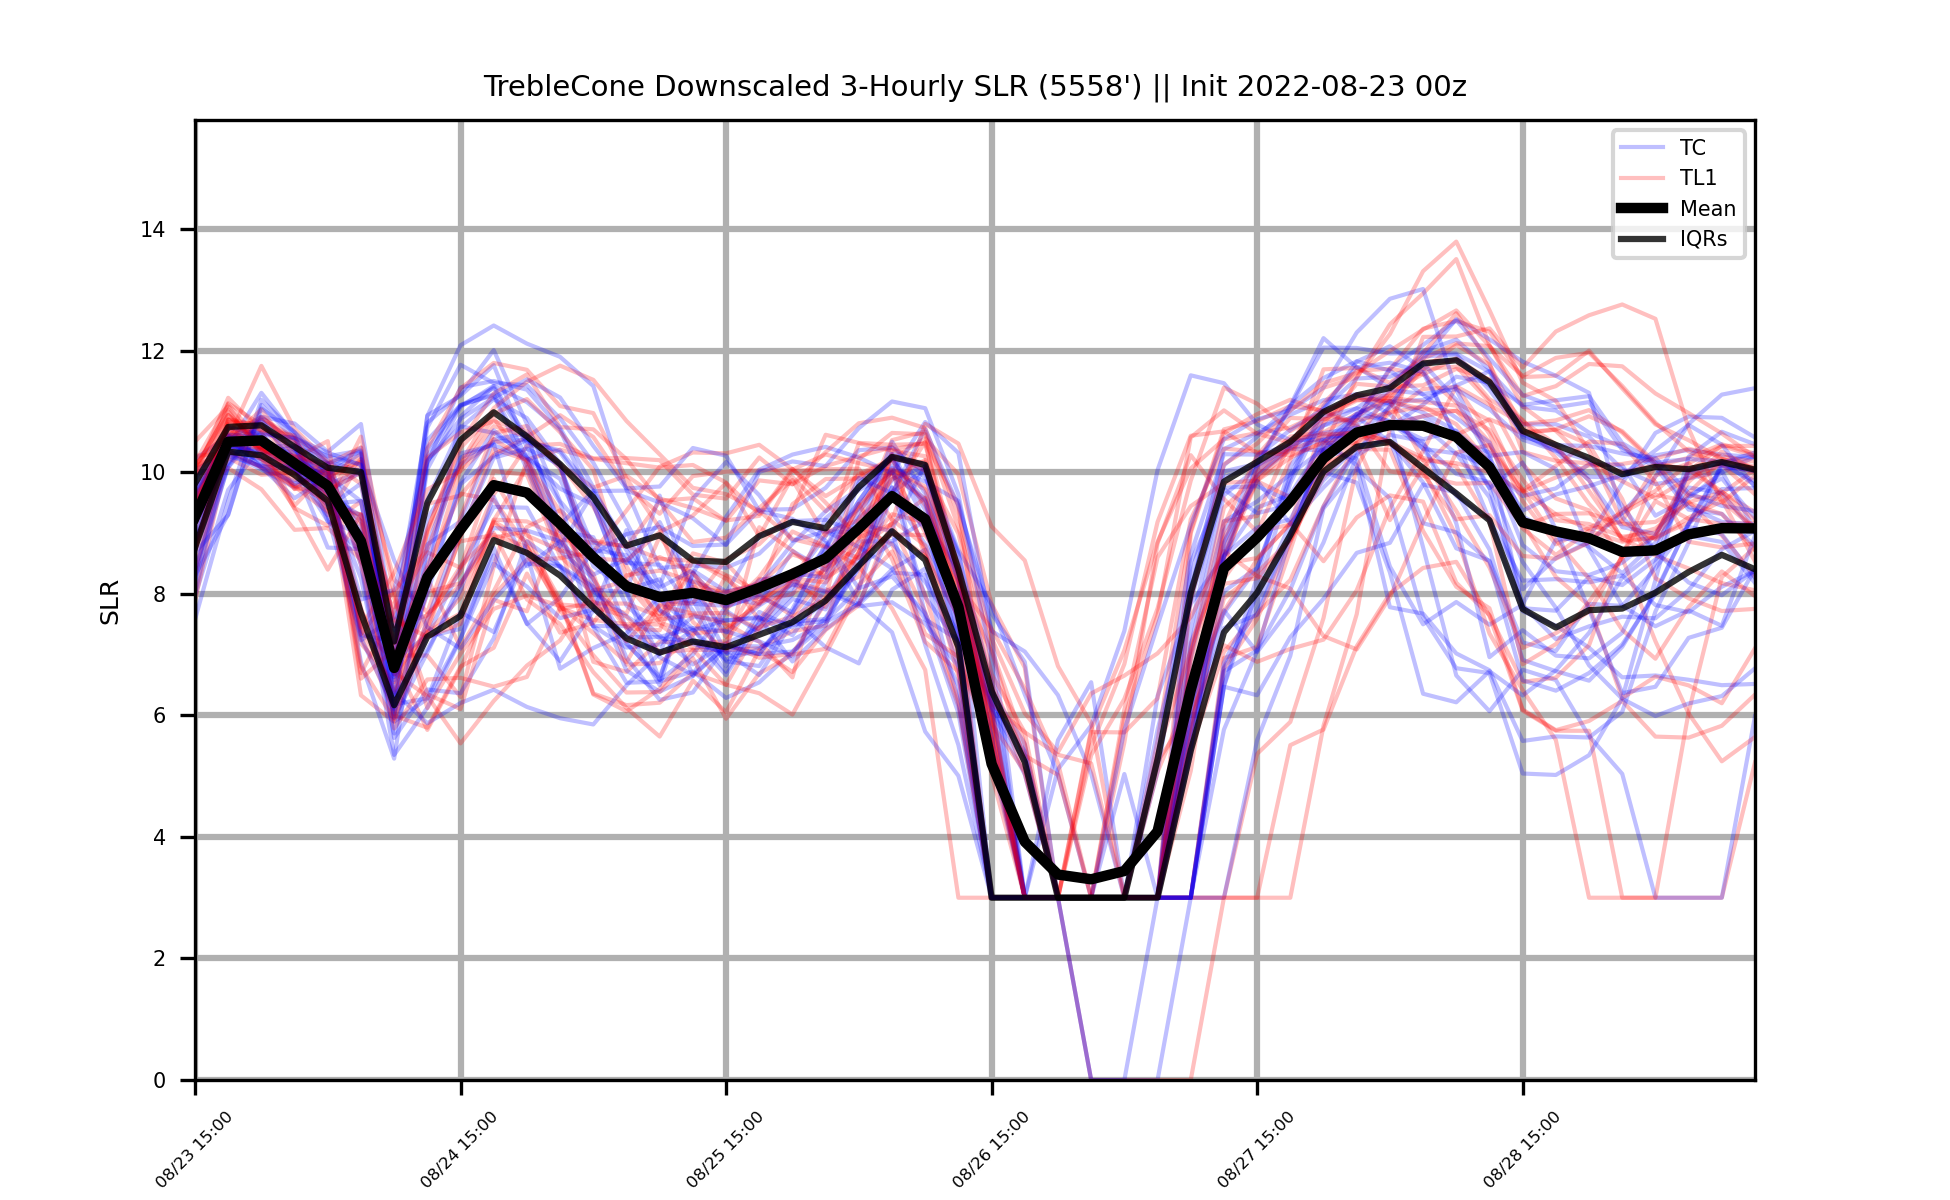 TrebleCone Downscaled 3-Hourly SLR (5558') || Init 2022-08-23 00z
TC
TL1
Mean
IQRs
SLR
14
12
10
8
6
4
2
0
08/23 15:00
08/24 15:00
08/25 15:00
08/26 15:00
08/27 15:00
08/28 15:00